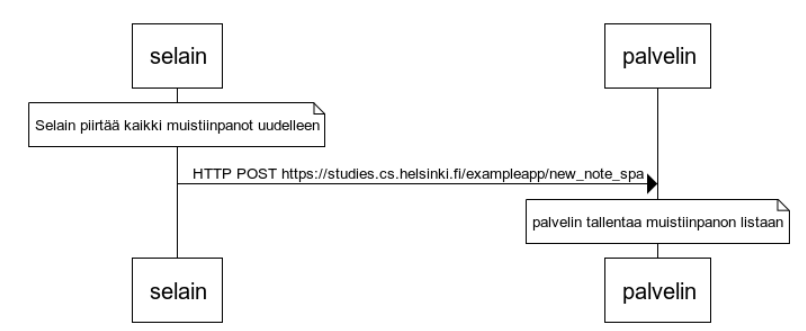 selain
palvelin
Selain piirtää kaikki muistiinpanot uudelleen
HTTP POST https://studies.cs.helsinki.fi/exampleapp/new_note_spa
palvelin tallentaa muistiinpanon listaan
selain
palvelin